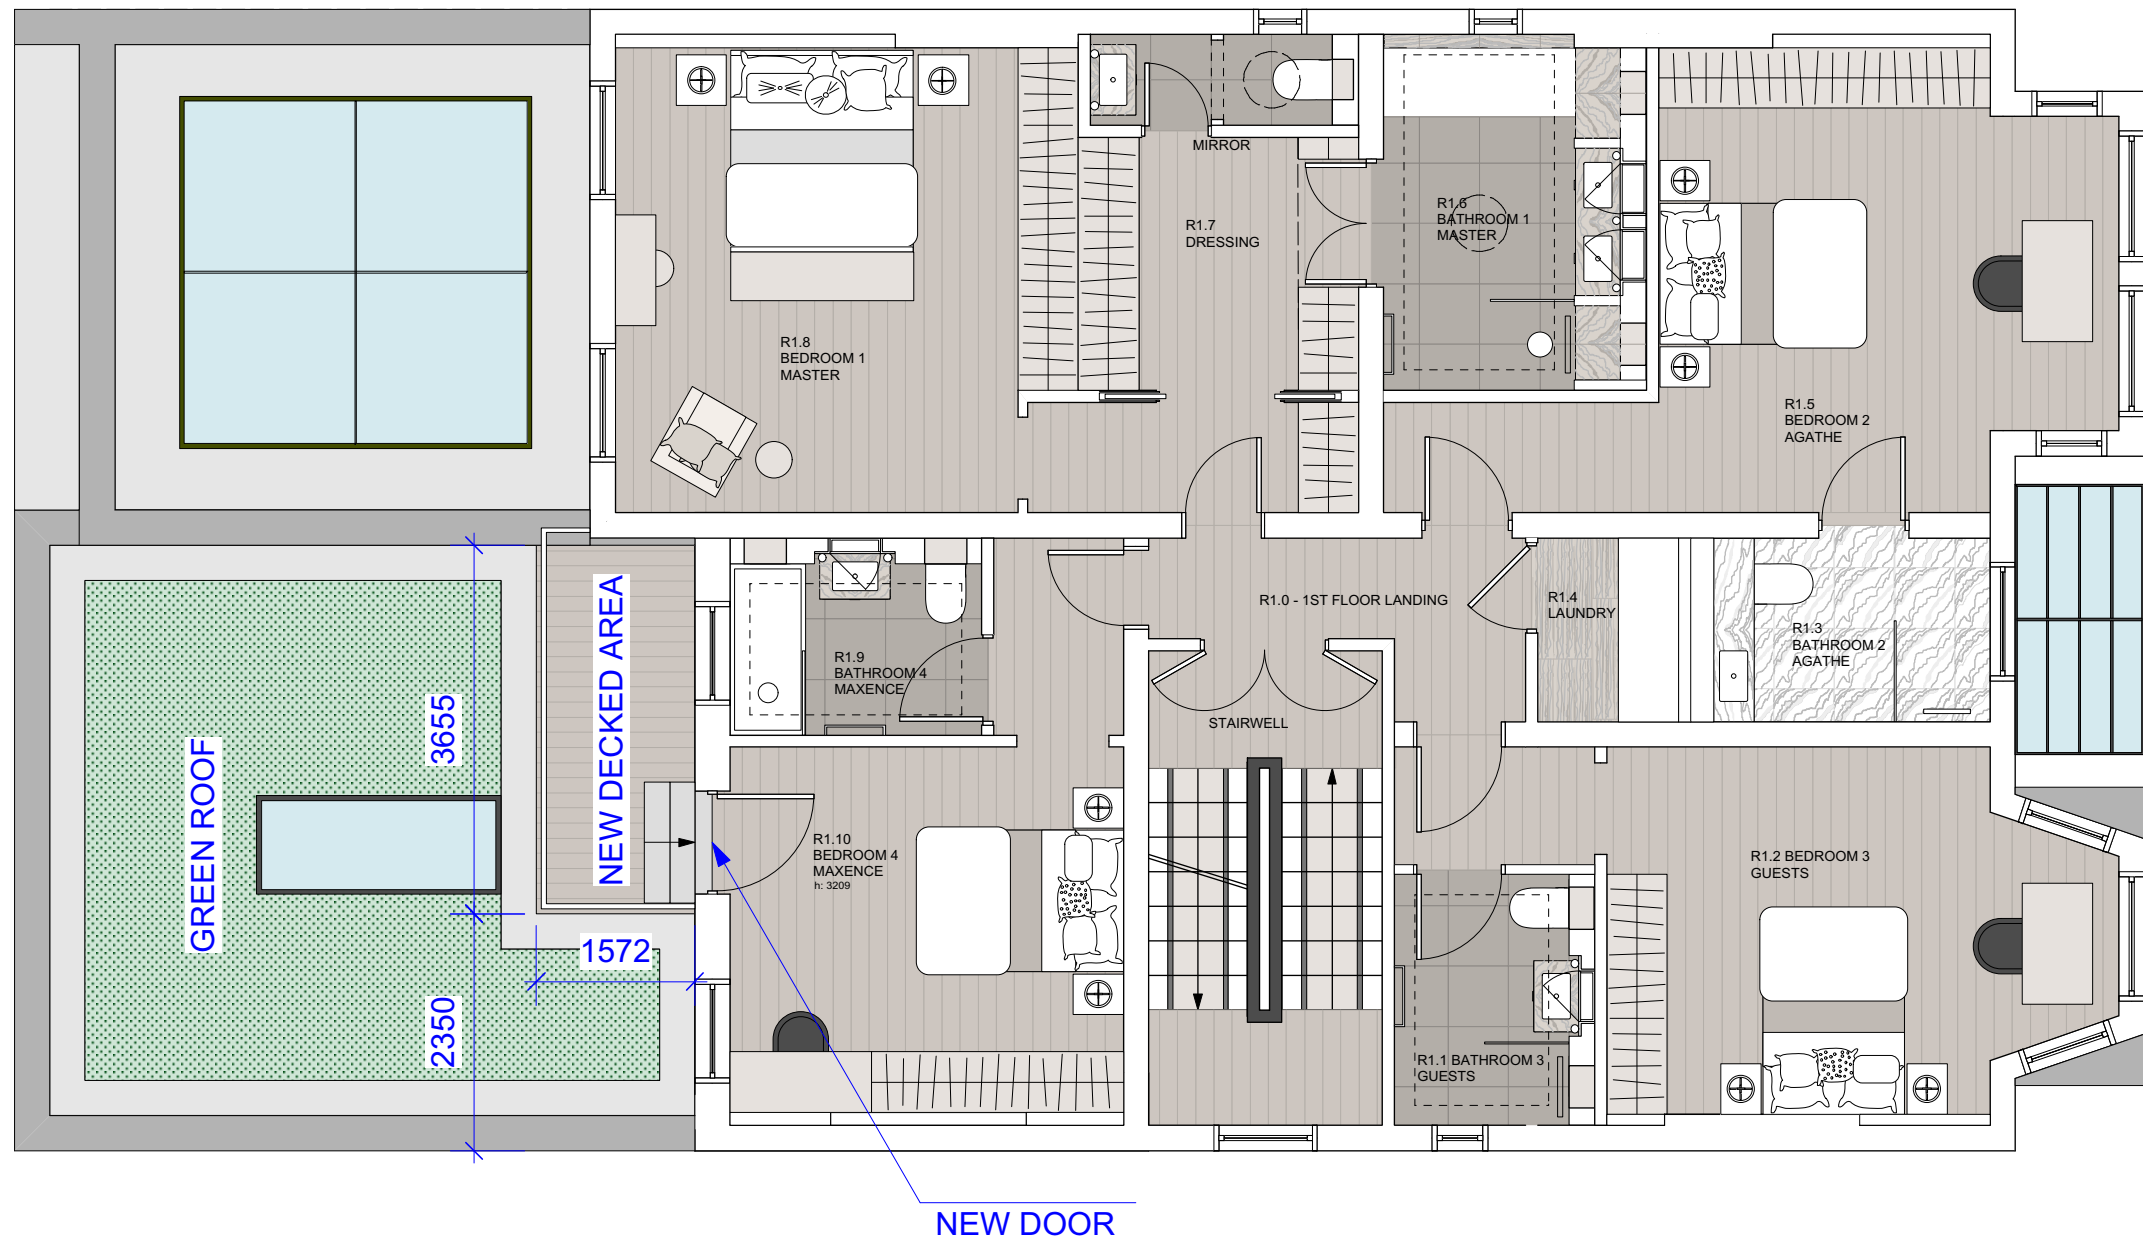 MIRROR
R1.7
DRESSING
R1.6
BATHROOM 1
MASTER
R1.8
BEDROOM 1
MASTER
R1.5
BEDROOM 2
AGATHE
R1.0 - 1ST FLOOR LANDING
R1.4
LAUNDRY
R1.3
BATHROOM 2
AGATHE
R1.9
BATHROOM 4
MAXENCE
STAIRWELL
NEW DECKED AREA
3655
GREEN ROOF
R1.10
BEDROOM 4
MAXENCE
h: 3209
R1.2 BEDROOM 3
GUESTS
1572
2350
R1.1 BATHROOM 3
GUESTS
NEW DOOR